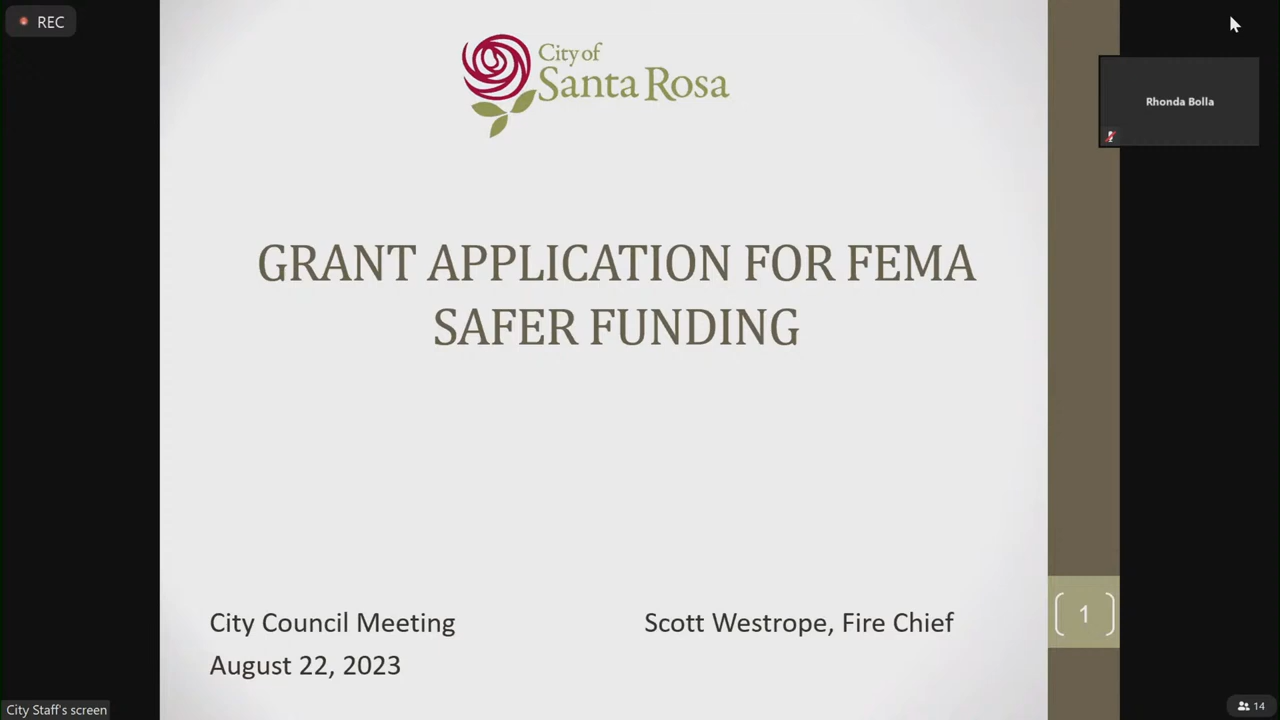 REC
City of
Santa Rosa
Rhonda Bolla
GRANT APPLICATION FOR FEMA
SAFER FUNDING
City Council Meeting
Scott Westrope, Fire Chief
August 22, 2023
1
City Staff's screen
14